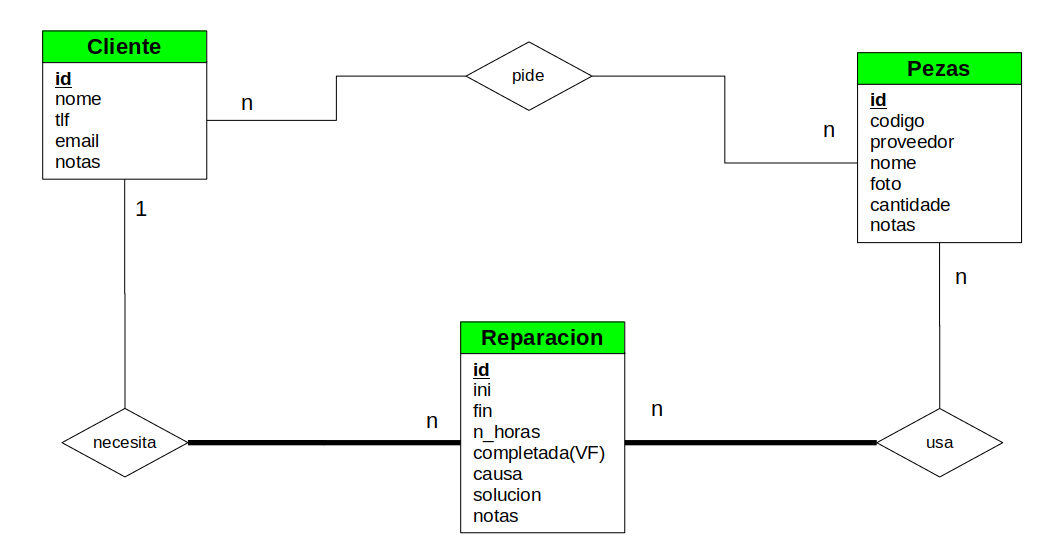 Cliente
id
nome
tlf
email
notas
n
pide
n
Pezas
id
codigo
proveedor
nome
foto
cantidade
notas
1
n
necesita
n
Reparacion
id
ini
fin
n_horas
completada(VF)
causa
solucion
notas
n
usa